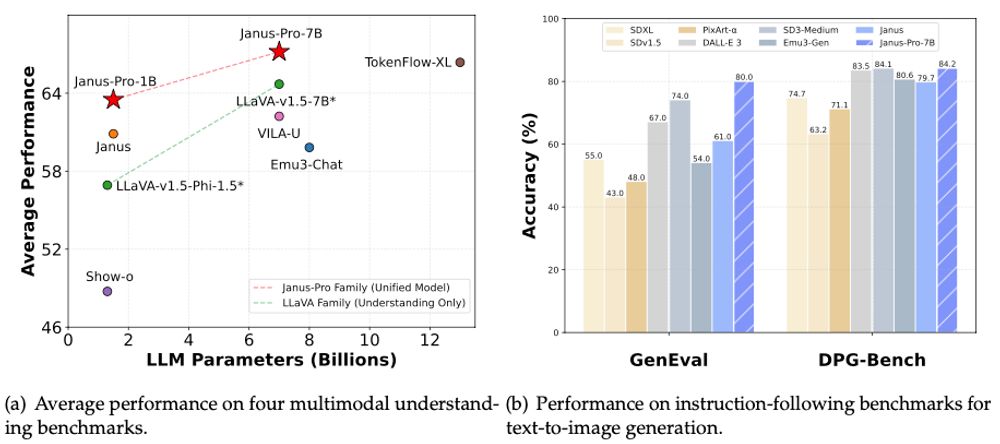 Average Performance
64
58
52
46
0
2
4
6
8
10
12
LLM Parameters (Billions)
Janus-Pro-7B
TokenFlow-XL
Janus-Pro-1B
LLaVA-v1.5-7B*
Janus
VILA-U
Emu3-Chat
LLaVA-v1.5-Phi-1.5*
Show-o
Janus-Pro Family (Unified Model)
LLaVA Family (Understanding Only)
(a) Average performance on four multimodal understand-
ing benchmarks.
Accuracy (%)
100
80
60
40
20
0
SDXL
SDv1.5
PixArt-α
DALL-E 3
SD3-Medium
Emu3-Gen
Janus
Janus-Pro-7B
55.0
43.0
48.0
67.0
74.0
54.0
61.0
80.0
74.7
63.2
71.1
83.5
84.1
80.6
79.7
84.2
GenEval
DPG-Bench
(b) Performance on instruction-following benchmarks for
text-to-image generation.